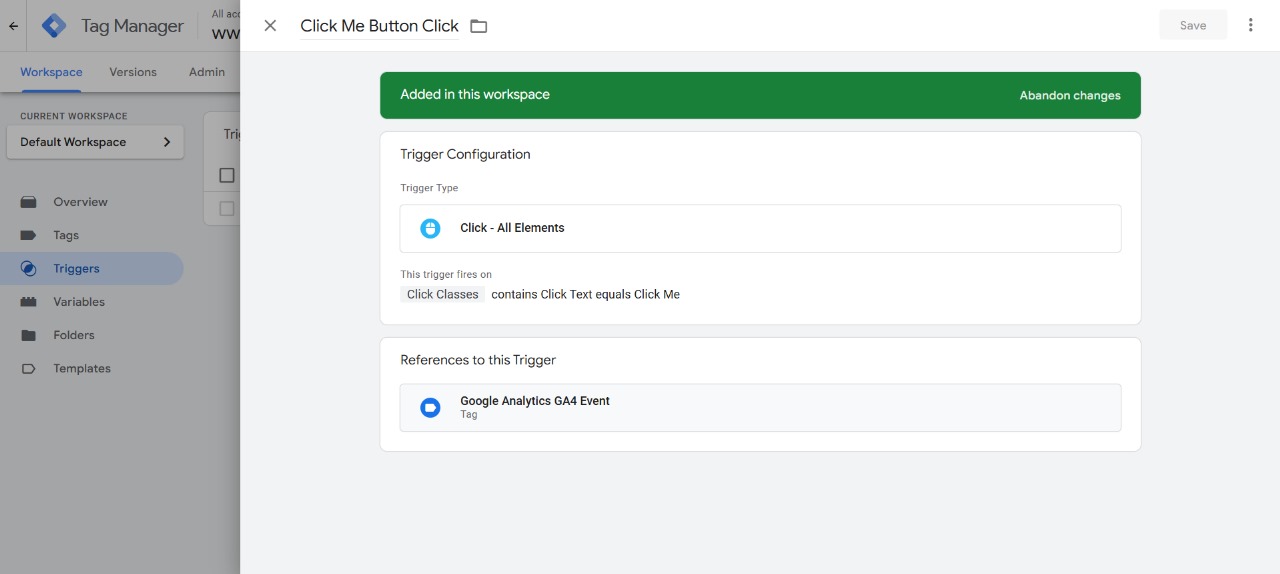 Tag Manager
All acc
ww
Click Me Button Click
Save
Workspace
Versions
Admin
CURRENT WORKSPACE
Default Workspace
Overview
Tags
Triggers
Variables
Folders
Templates
Trig
Added in this workspace
Abandon changes
Trigger Configuration
Trigger Type
Click - All Elements
This trigger fires on
Click Classes contains Click Text equals Click Me
References to this Trigger
Google Analytics GA4 Event
Tag